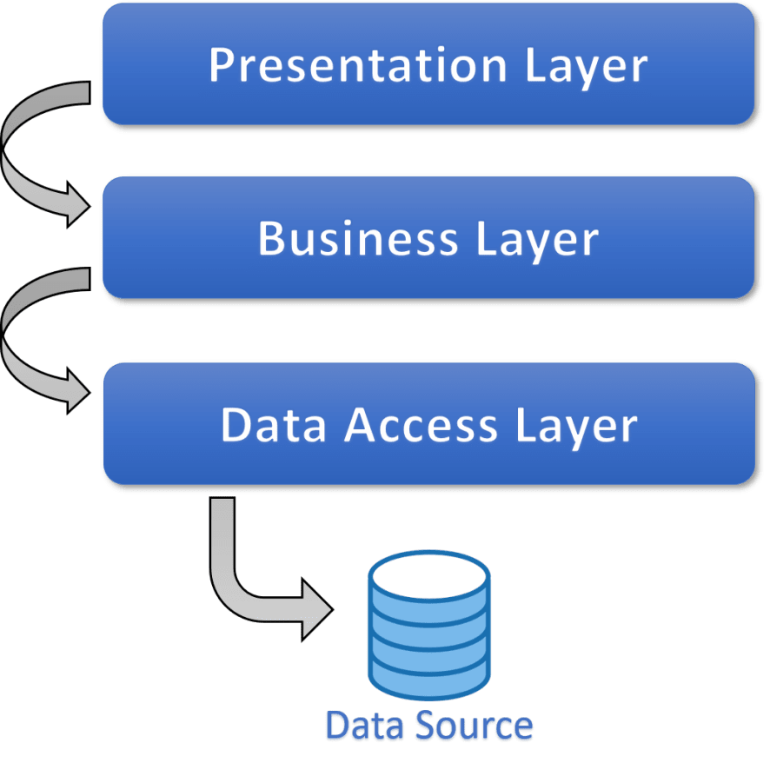 Presentation Layer
Business Layer
Data Access Layer
Data Source